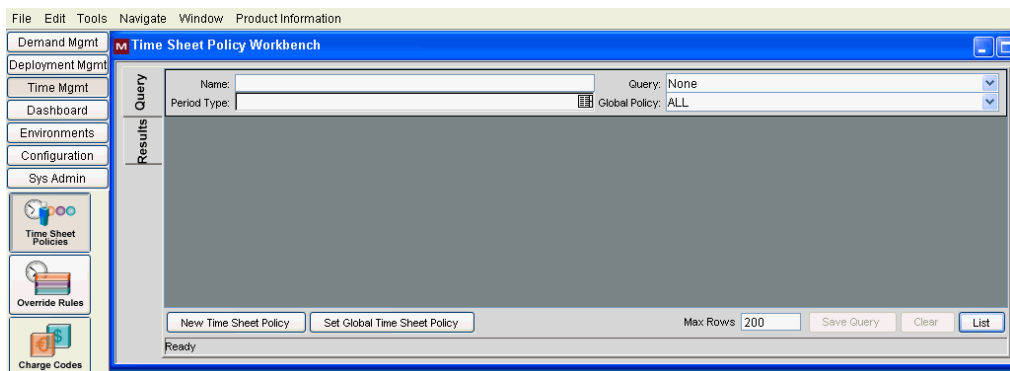 File Edit Tools Navigate Window Product Information
Demand Mgmt
Deployment Mgmt
Time Mgmt
Dashboard
Environments
Configuration
Sys Admin
Time Sheet
Policies
Override Rules
Charge Codes
M Time Sheet Policy Workbench
Query
Results
Name:
Query: None
Period Type:
Global Policy: ALL
New Time Sheet Policy Set Global Time Sheet Policy Max Rows 200 Save Query Clear List
Ready